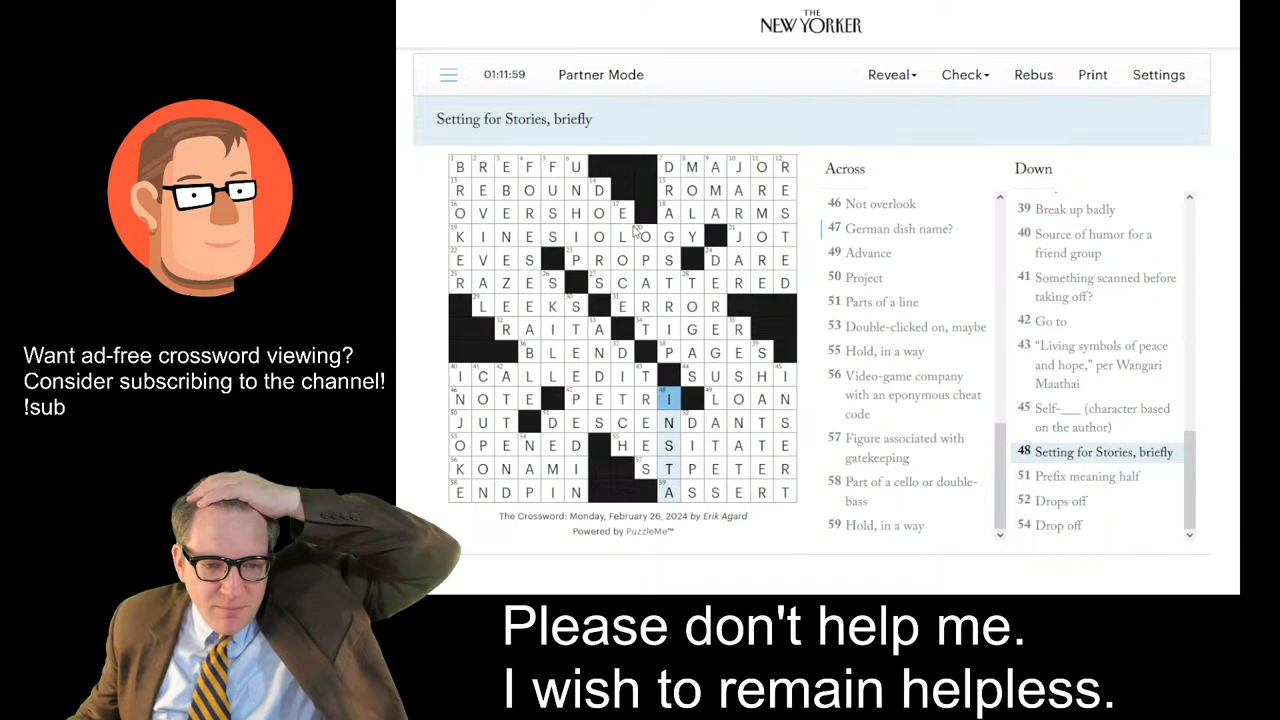 THE
NEW YORKER
01:11:59 Partner Mode Reveal Check Rebus Print Settings
Setting for Stories, briefly
Across
46 Not overlook
47 German dish name?
49 Advance
50 Project
51 Parts of a line
53 Double-clicked on, maybe
55 Hold, in a way
56 Video-game company
with an eponymous cheat
code
57 Figure associated with
gatekeeping
58 Part of a cello or double-
bass
59 Hold, in a way
Down
39 Break up badly
40 Source of humor for a
friend group
41 Something scanned before
taking off?
42 Go to
43 “Living symbols of peace
and hope,” per Wangari
Maathai
45 Self-___ (character based
on the author)
48 Setting for Stories, briefly
51 Prefix meaning half
52 Drops off
54 Drop off
B R E F F U D M A J O R
R E B O U N D R O M A R E
O V E R S H O E A L A R M S
K I N E S I O L O G Y J O T
E V E S P R O P S D A R E
R A Z E S S C A T T E R E D
L E E K S E R R O R
R A I T A T I G E R
B L E N D P A G E S
C A L L E D I T S U S H I
N O T E P E T R I L O A N
J U T D E S C E N D A N T S
O P E N E D H E S I T A T E
K O N A M I S T P E T E R
E N D P I N A S S E R T
The Crossword: Monday, February 26, 2024 by Erik Agard
Powered by PuzzleMe™
Want ad-free crossword viewing?
Consider subscribing to the channel!
!sub
Please don't help me.
I wish to remain helpless.